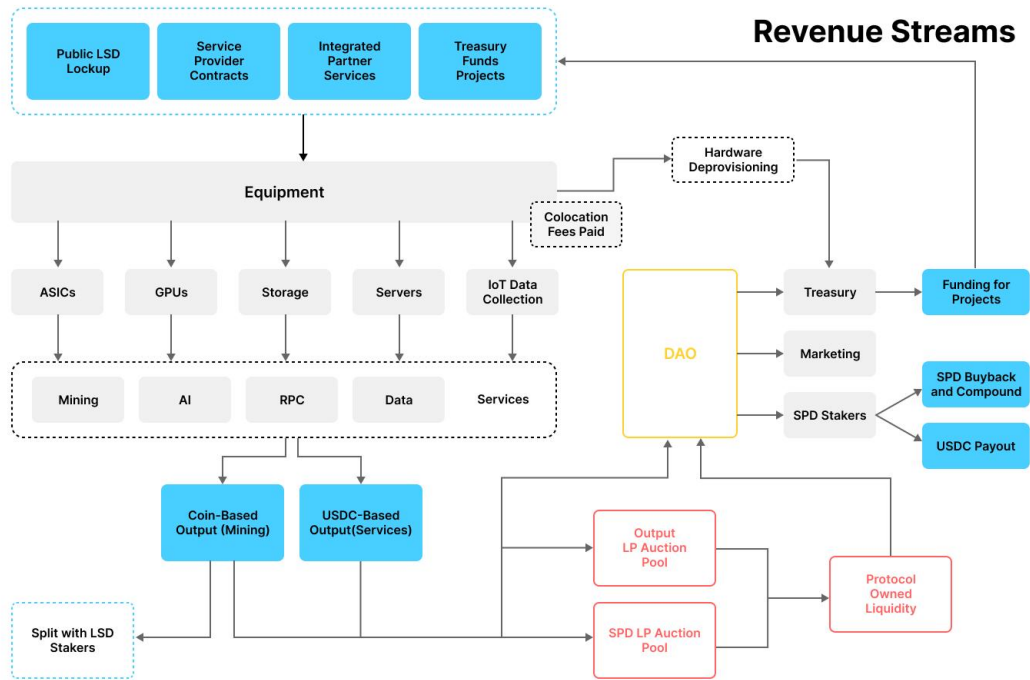 Revenue Streams
Public LSD
Lockup
Service
Provider
Contracts
Integrated
Partner
Services
Treasury
Funds
Projects
Equipment
Hardware
Deprovisioning
Colocation
Fees Paid
ASICs
GPUs
Storage
Servers
IoT Data
Collection
DAO
Treasury
Funding for
Projects
Marketing
SPD Stakers
SPD Buyback
and Compound
USDC Payout
Mining
AI
RPC
Data
Services
Coin-Based
Output (Mining)
USDC-Based
Output(Services)
Output
LP Auction
Pool
Protocol
Owned
Liquidity
Split with LSD
Stakers
SPD LP Auction
Pool